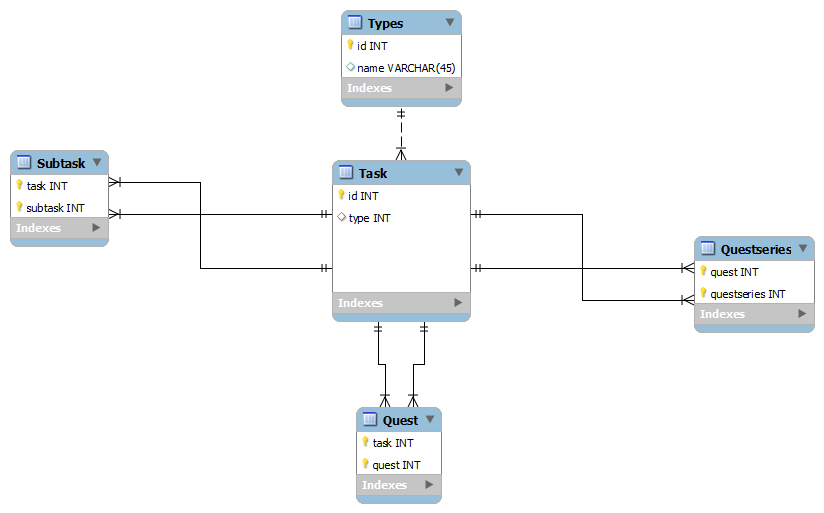 Types
id INT
name VARCHAR(45)
Indexes
Subtask
task INT
subtask INT
Indexes
Task
id INT
type INT
Indexes
Questseries
quest INT
questseries INT
Indexes
Quest
task INT
quest INT
Indexes